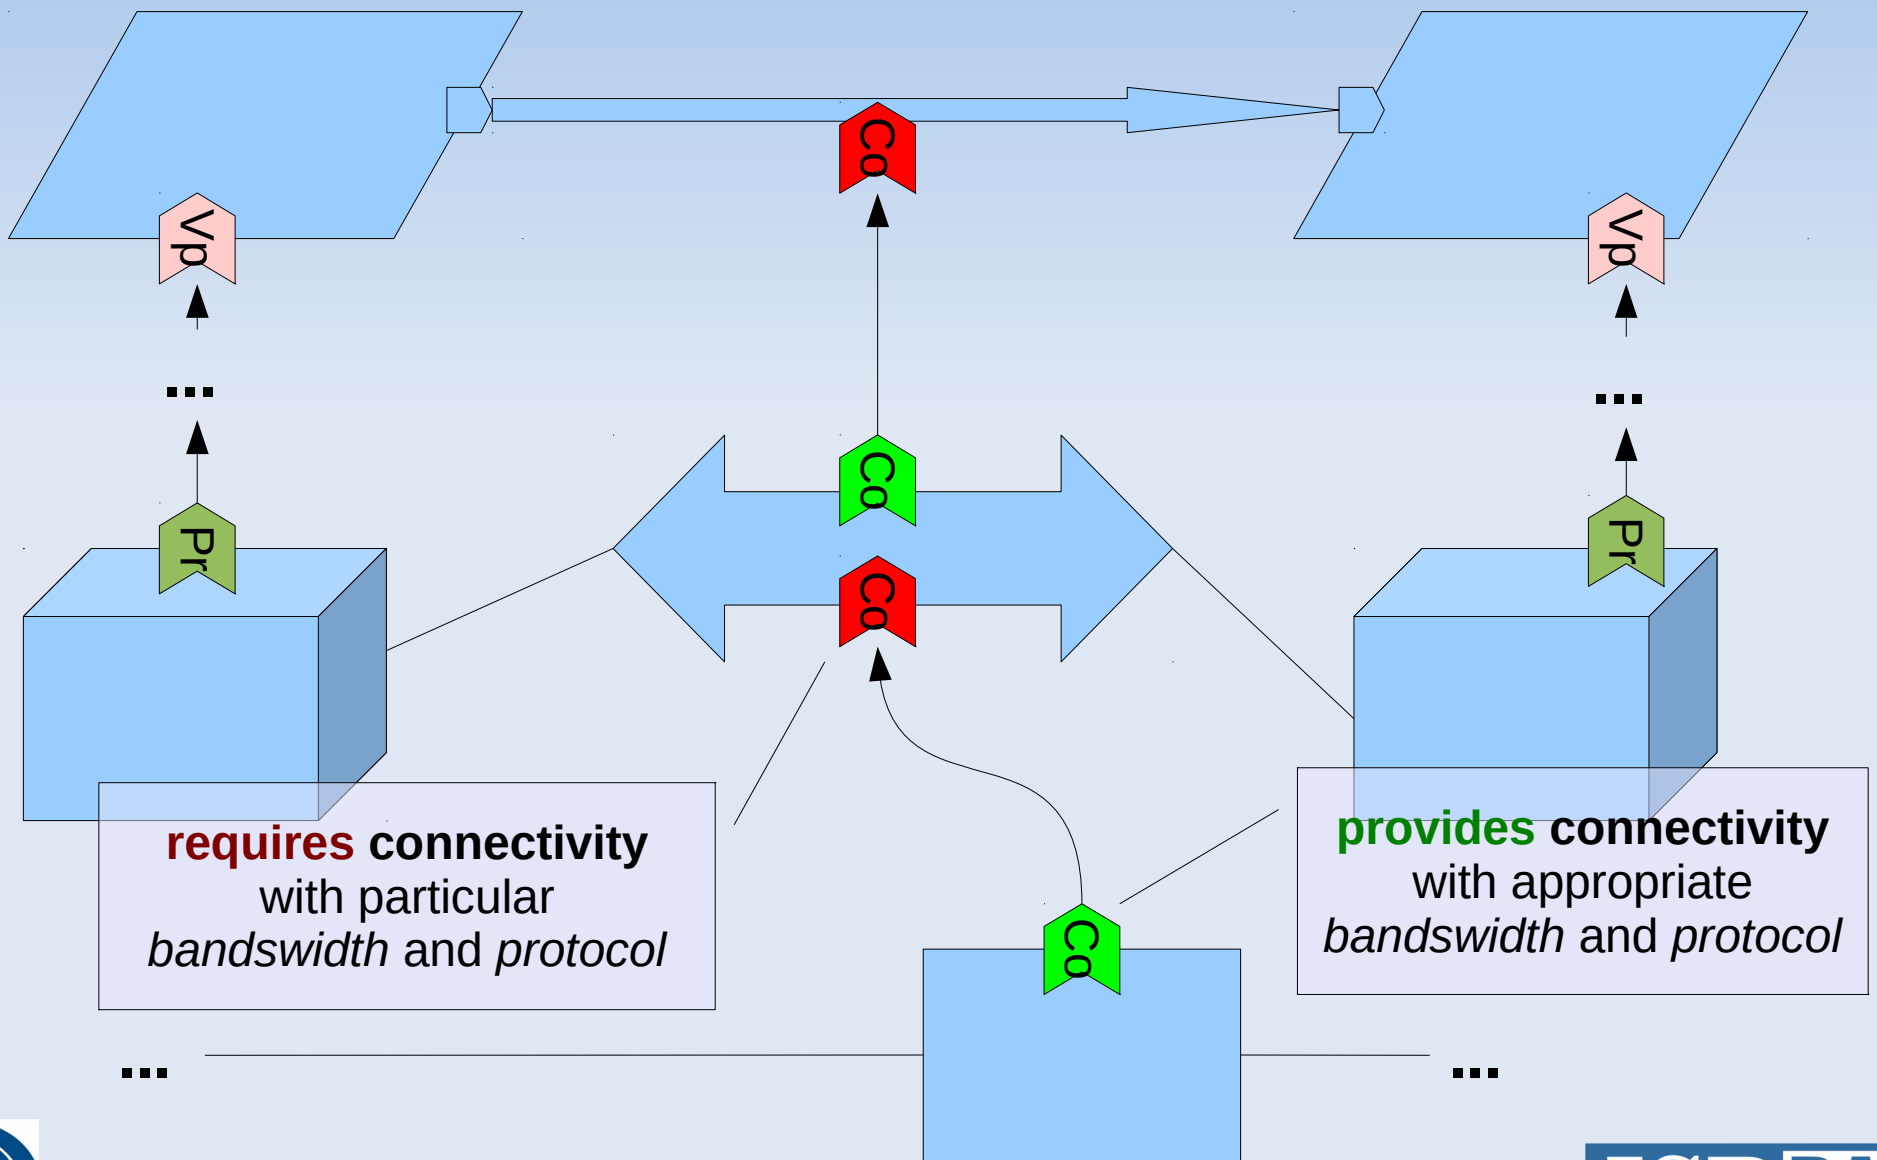 Co
Vp
Vp
...
...
Co
Pr
Pr
Co
requires connectivity
with particular
bandswidth and protocol
provides connectivity
with appropriate
bandswidth and protocol
Co
...
...